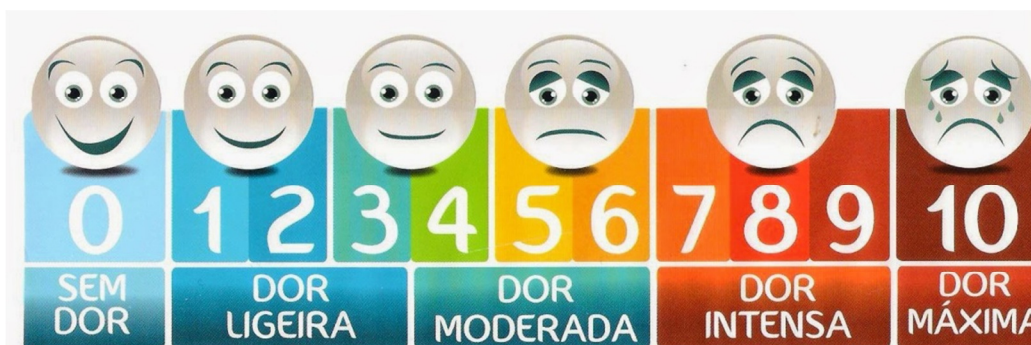 0 1 2 3 4 5 6 7 8 9 10
SEM DOR DOR DOR DOR
DOR LIGEIRA MODERADA INTENSA MÁXIMA